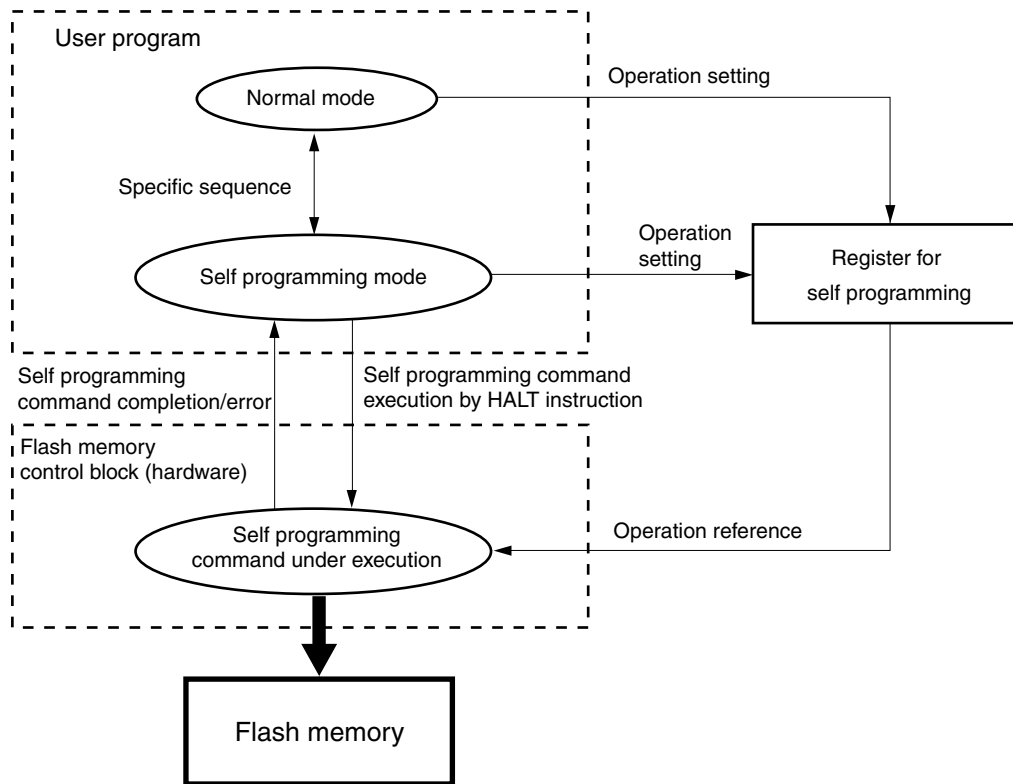 User program
Normal mode
Operation setting
Specific sequence
Self programming mode
Operation
setting
Register for
self programming
Self programming
command completion/error
Self programming command
execution by HALT instruction
Flash memory
control block (hardware)
Self programming
command under execution
Operation reference
Flash memory